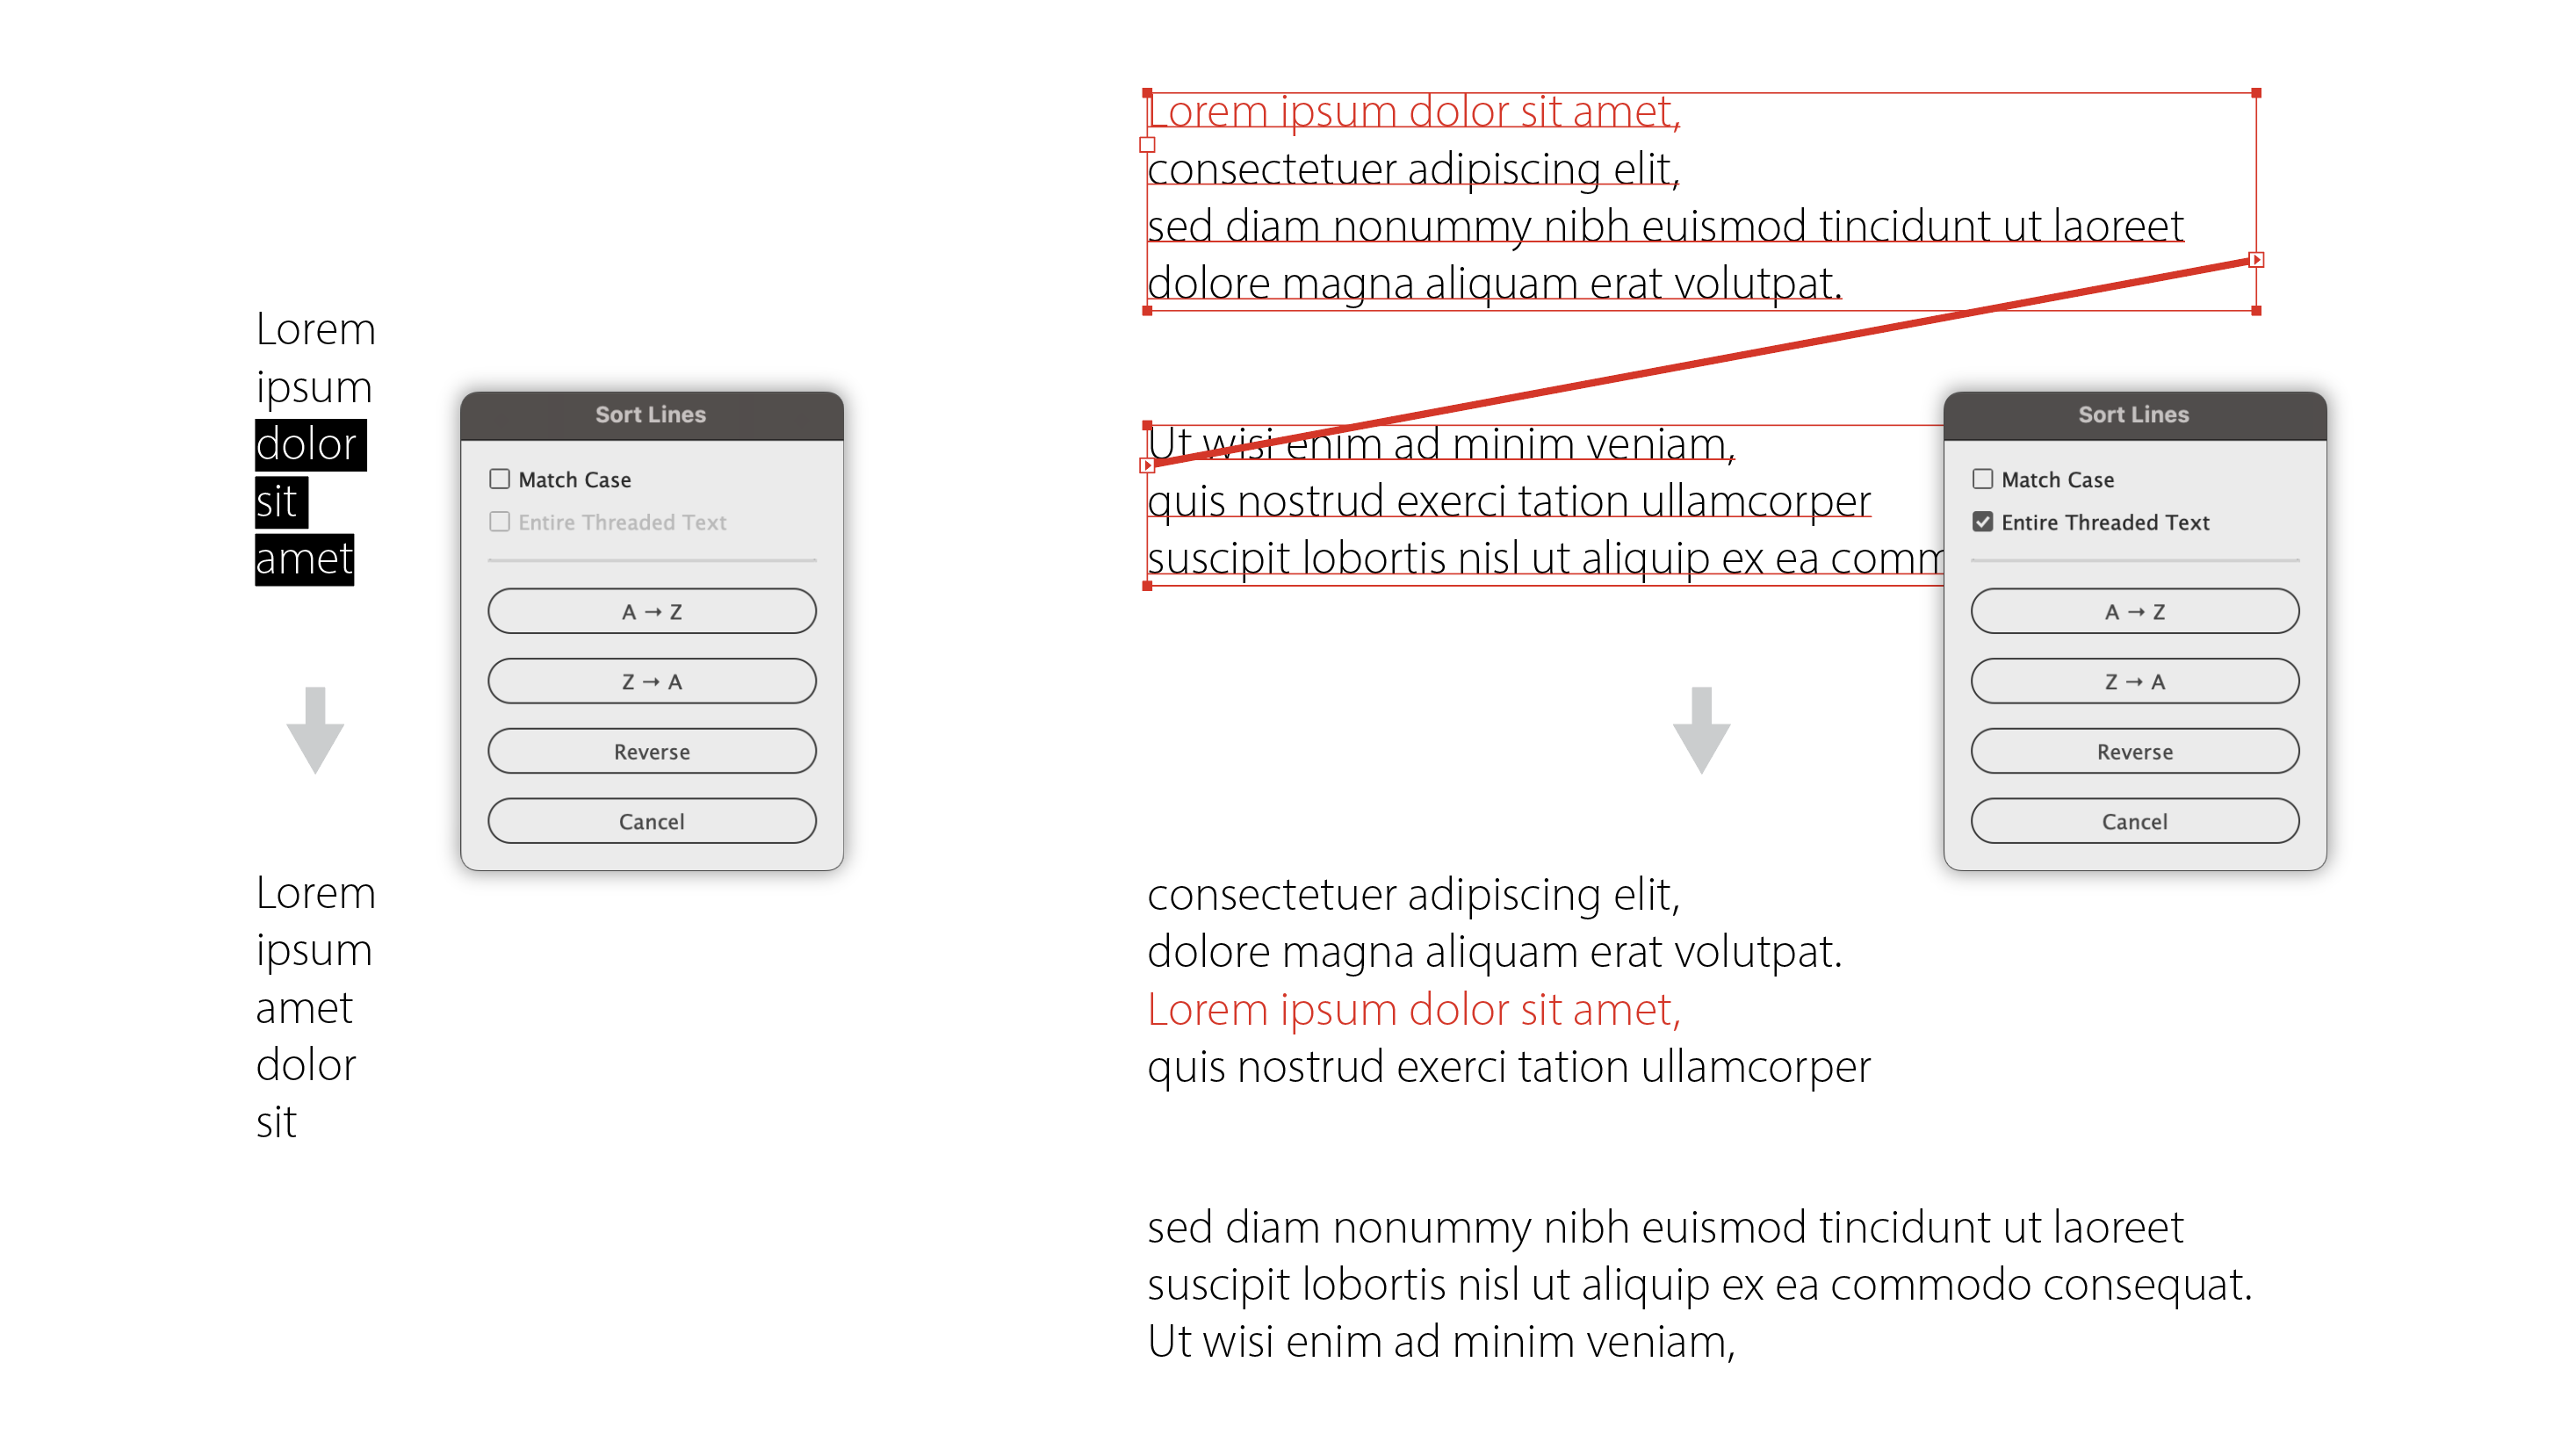 Lorem
ipsum
dolor
sit
amet
Sort Lines
Match Case
Entire Threaded Text
A → Z
Z → A
Reverse
Cancel
Lorem
ipsum
amet
dolor
sit
Lorem ipsum dolor sit amet,
consectetuer adipiscing elit,
sed diam nonummy nibh euismod tincidunt ut laoreet
dolore magna aliquam erat volutpat.
Ut wisi enim ad minim veniam,
quis nostrud exerci tation ullamcorper
suscipit lobortis nisl ut aliquip ex ea comm
Sort Lines
Match Case
Entire Threaded Text
A → Z
Z → A
Reverse
Cancel
consectetuer adipiscing elit,
dolore magna aliquam erat volutpat.
Lorem ipsum dolor sit amet,
quis nostrud exerci tation ullamcorper
sed diam nonummy nibh euismod tincidunt ut laoreet
suscipit lobortis nisl ut aliquip ex ea commodo consequat.
Ut wisi enim ad minim veniam,